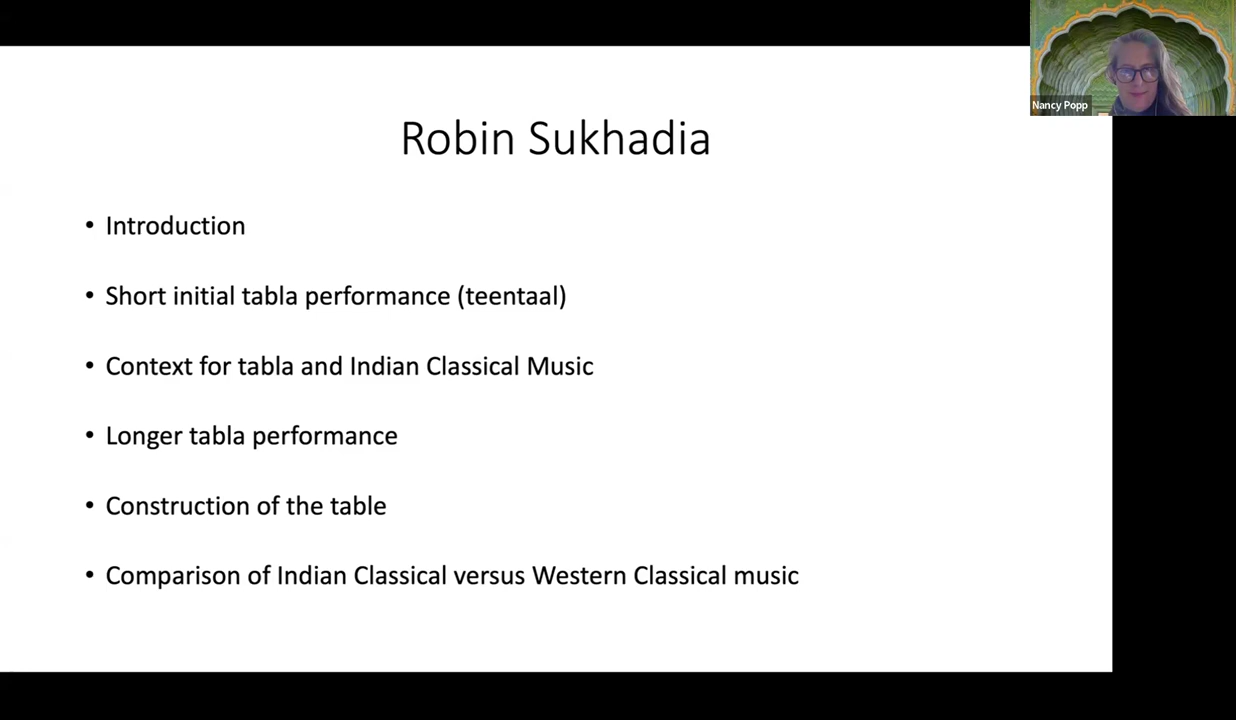 Nancy Popp
Robin Sukhadia
• Introduction
• Short initial tabla performance (teentaal)
• Context for tabla and Indian Classical Music
• Longer tabla performance
• Construction of the table
• Comparison of Indian Classical versus Western Classical music